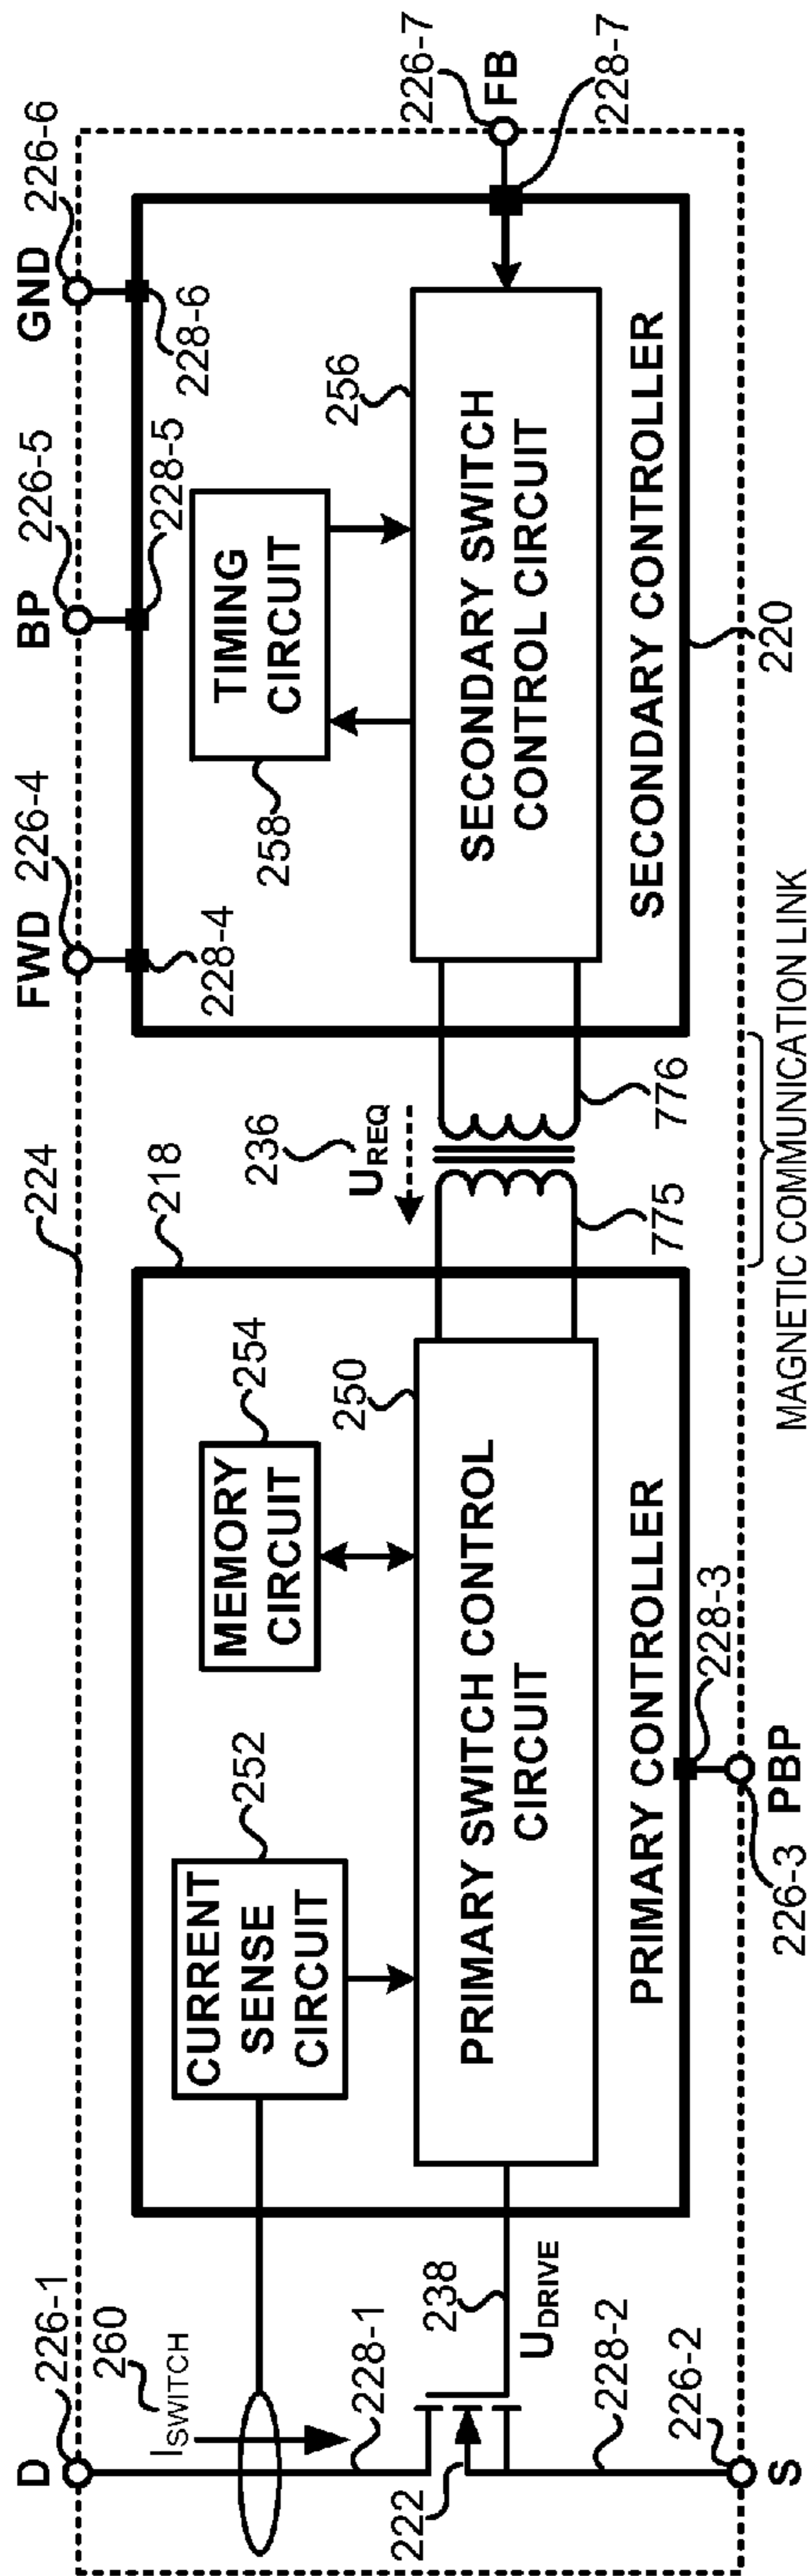 D
226-1
260
I SWITCH
228-1
222
238
U DRIVE
228-2
226-2
S
224
218
CURRENT
SENSE
CIRCUIT
252
MEMORY
CIRCUIT
254
PRIMARY SWITCH CONTROL
CIRCUIT
250
PRIMARY CONTROLLER
228-3
226-3
PBP
236
U REQ
775
776
MAGNETIC COMMUNICATION LINK
FWD
226-4
228-4
BP
226-5
228-5
GND
226-6
228-6
TIMING
CIRCUIT
258
SECONDARY SWITCH
CONTROL CIRCUIT
256
SECONDARY CONTROLLER
220
226-7
FB
228-7